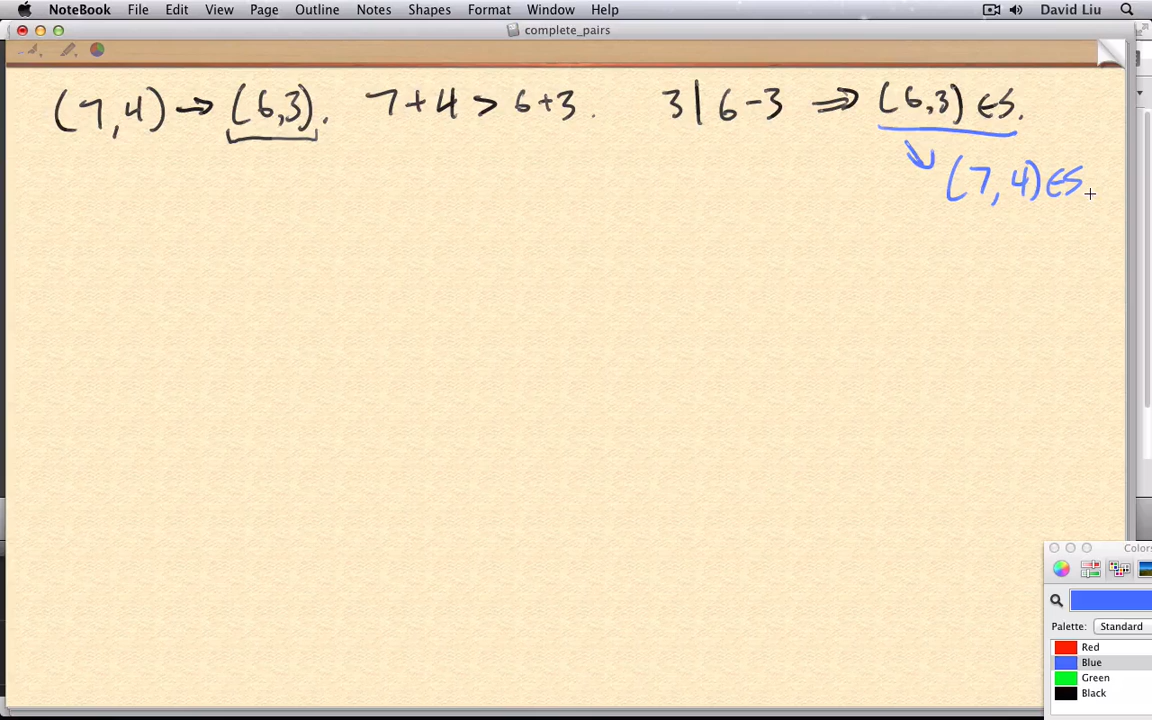 NoteBook File Edit View Page Outline Notes Shapes Format Window Help David Liu
complete_pairs
(7,4) → (6,3). 7+4 > 6+3. 3 | 6-3 ⇒ (6,3) ∈ S.
(7,4) ∈ S
Colors
Palette: Standard
Red
Blue
Green
Black